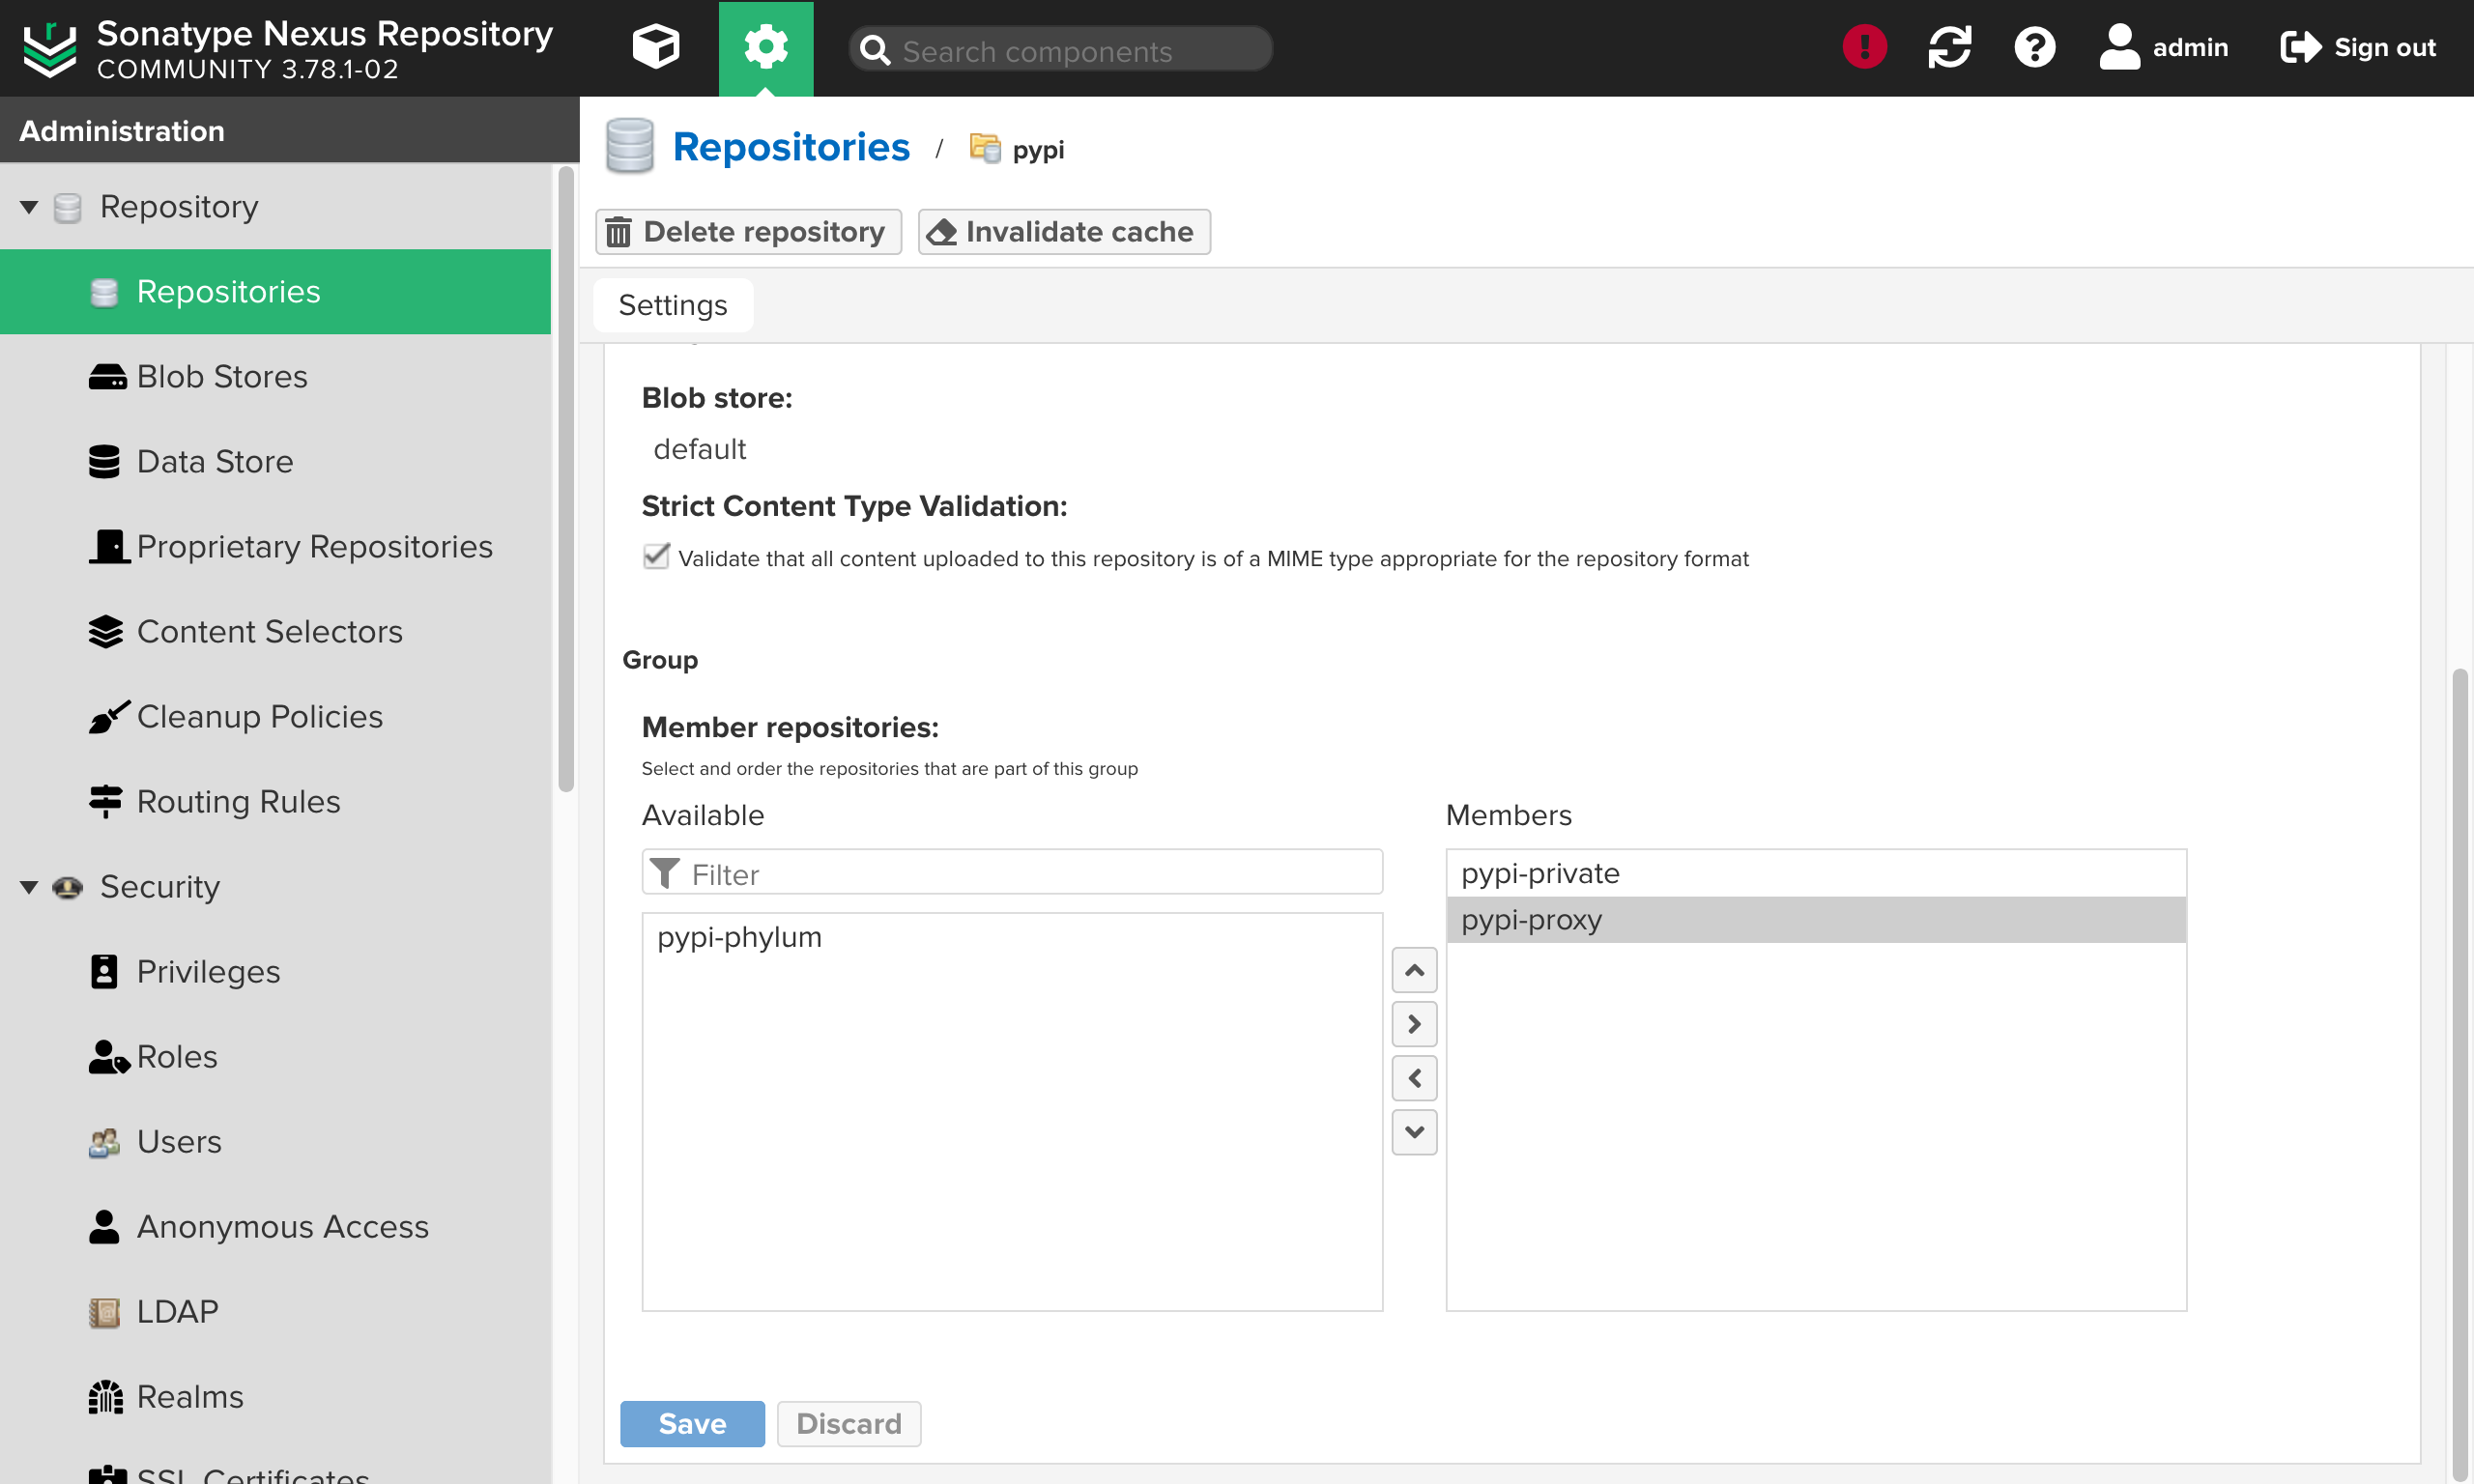 Sonatype Nexus Repository
COMMUNITY 3.78.1-02
Search components
admin
Sign out
Administration
Repository
Repositories
Blob Stores
Data Store
Proprietary Repositories
Content Selectors
Cleanup Policies
Routing Rules
Security
Privileges
Roles
Users
Anonymous Access
LDAP
Realms
SSL Certificates
Repositories / pypi
Delete repository
Invalidate cache
Settings
Blob store:
default
Strict Content Type Validation:
Validate that all content uploaded to this repository is of a MIME type appropriate for the repository format
Group
Member repositories:
Select and order the repositories that are part of this group
Available
Filter
pypi-phylum
Members
pypi-private
pypi-proxy
Save
Discard